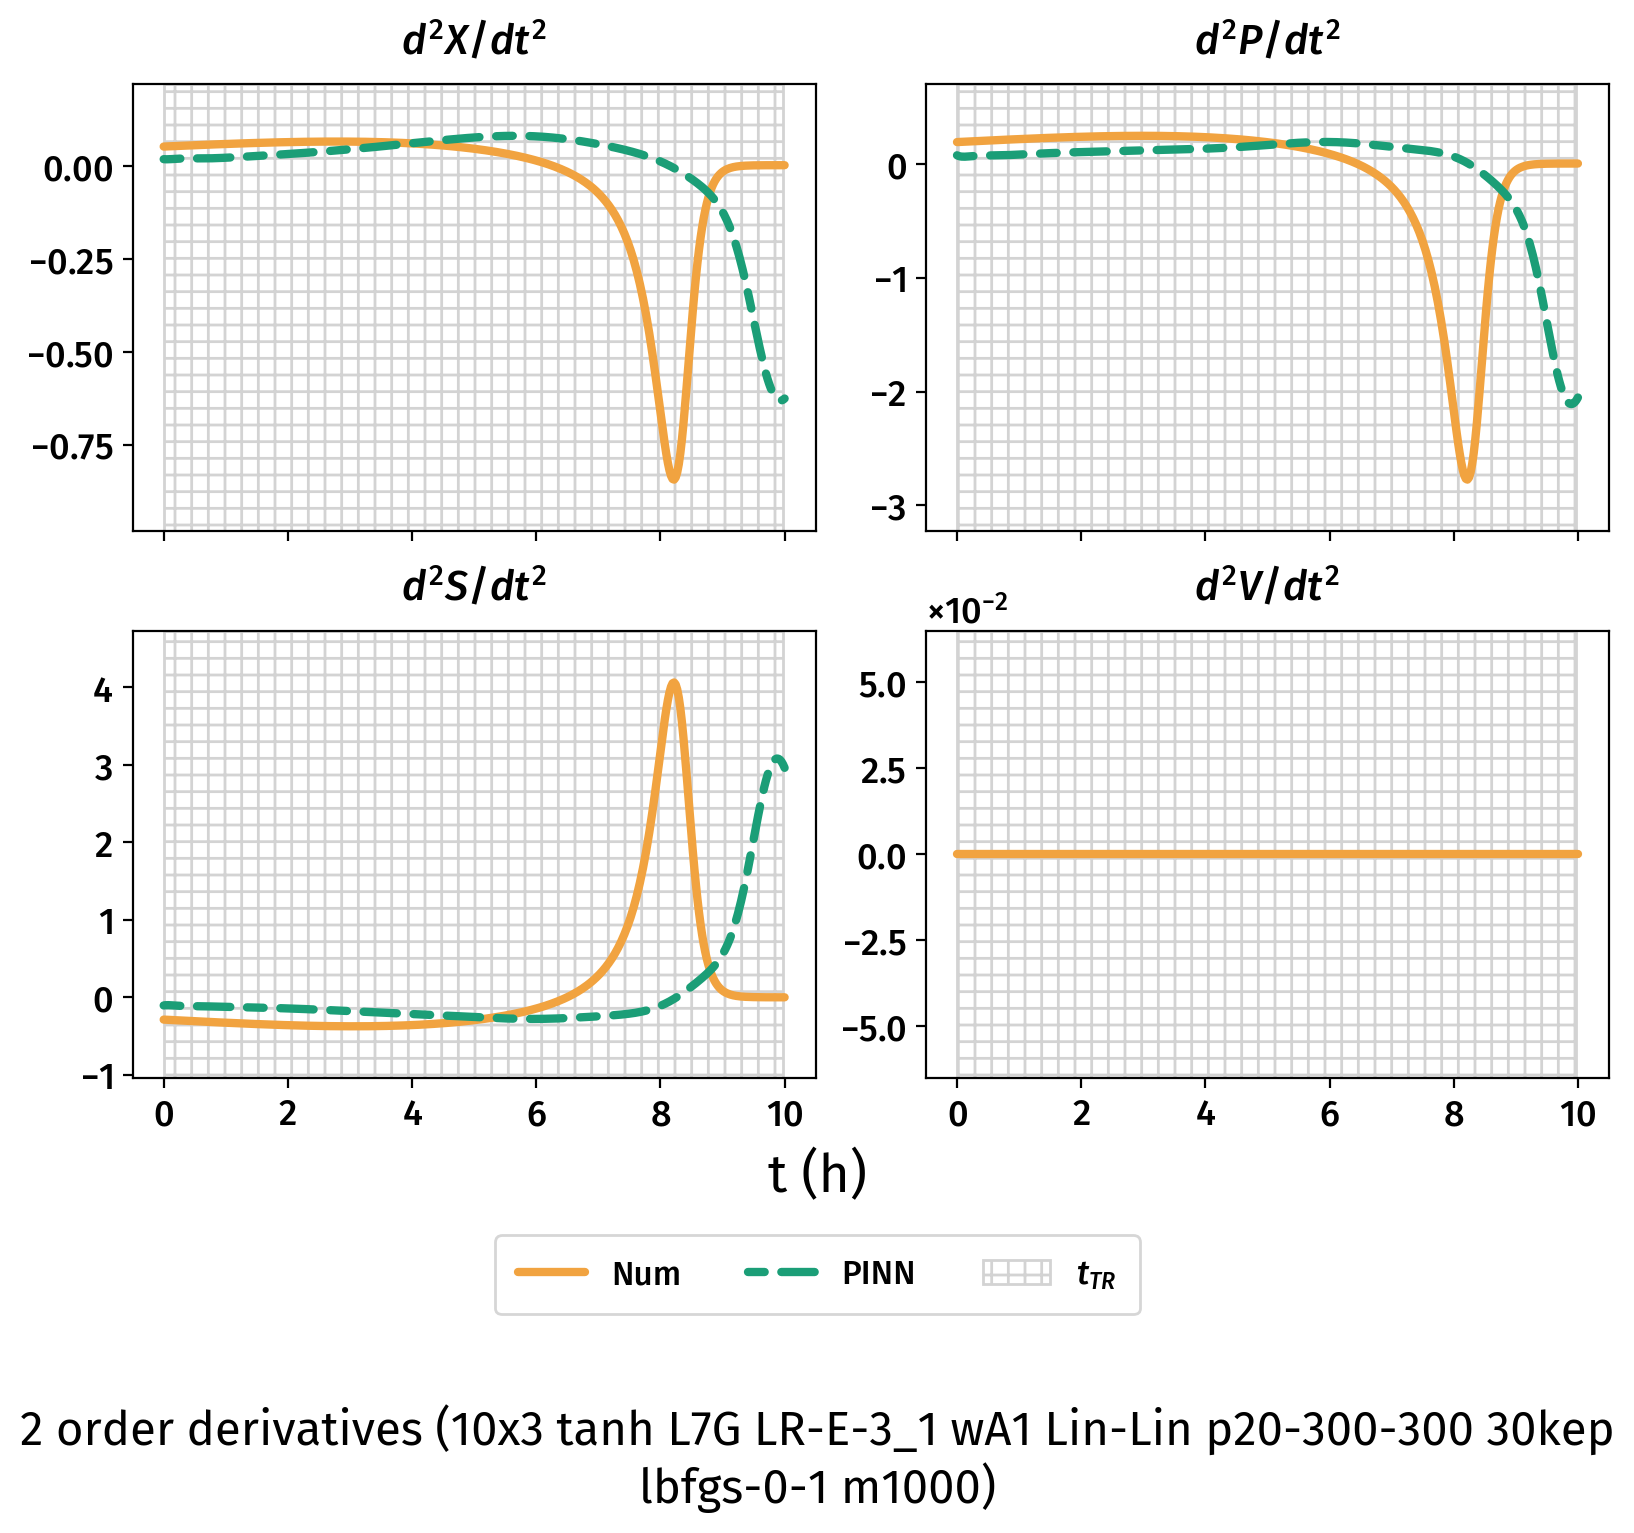 d²X/dt²
d²P/dt²
0.00
−0.25
−0.50
−0.75
0
−1
−2
−3
d²S/dt²
d²V/dt²
×10⁻²
4
3
2
1
0
−1
5.0
2.5
0.0
−2.5
−5.0
0 2 4 6 8 10
0 2 4 6 8 10
t (h)
Num PINN t_TR
2 order derivatives (10x3 tanh L7G LR-E-3_1 wA1 Lin-Lin p20-300-300 30kep
lbfgs-0-1 m1000)